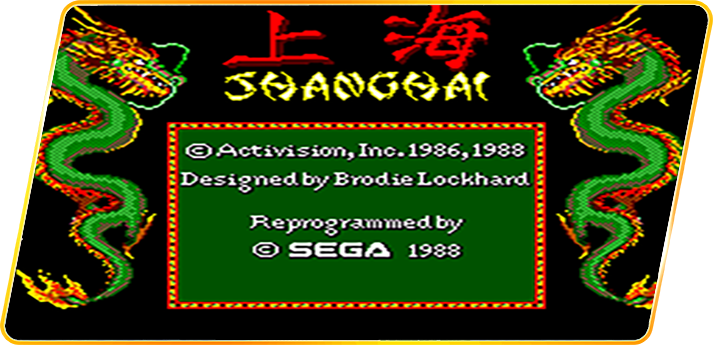 上海
SHANGHAI
© Activision, Inc. 1986, 1988
Designed by Brodie Lockhard
Reprogrammed by
© SEGA 1988